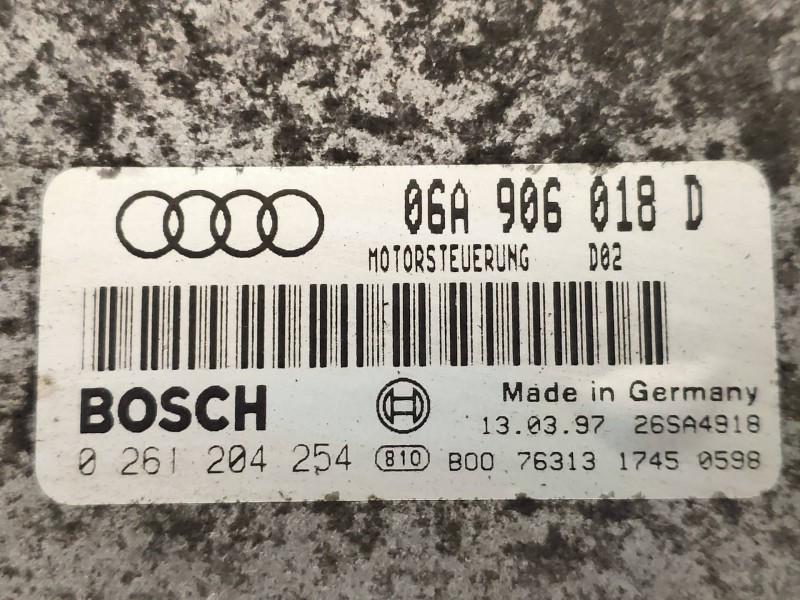 06A 906 018 D
MOTORSTEUERUNG D02
BOSCH
Made in Germany
13.03.97 26SA4918
0 261 204 254 810 B00 76313 1745 0598